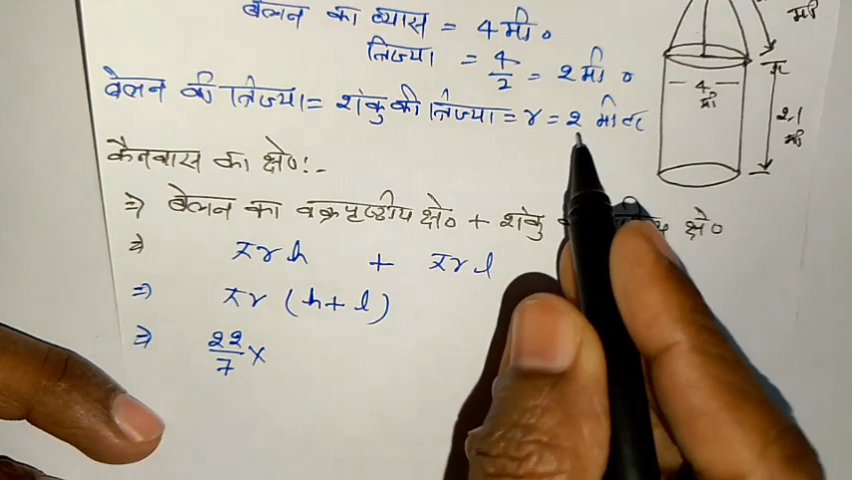 बेलन का व्यास = 4 मी०
त्रिज्या = 4/2 = 2 मी०
बेलन की त्रिज्या = शंकु की त्रिज्या = r = 2 मीटर
कैनवास का क्षे०:-
⇒ बेलन का वक्रपृष्ठीय क्षे० + शंकु क्षे०
⇒ πrh + πrl
⇒ πr (h+l)
⇒ 22/7 ×
मी
4 मी
2.1 मी